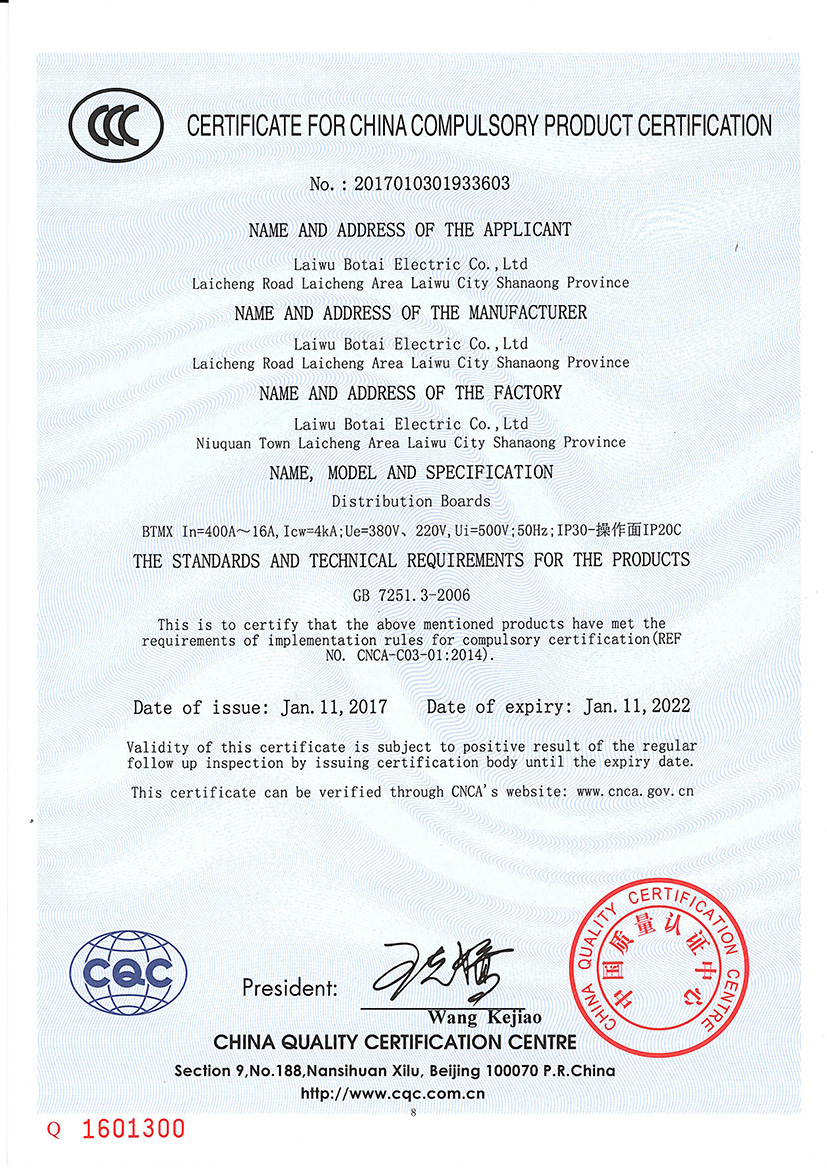 CCC
CERTIFICATE FOR CHINA COMPULSORY PRODUCT CERTIFICATION
No. : 2017010301933603
NAME AND ADDRESS OF THE APPLICANT
Laiwu Botai Electric Co.,Ltd
Laicheng Road Laicheng Area Laiwu City Shanaong Province
NAME AND ADDRESS OF THE MANUFACTURER
Laiwu Botai Electric Co.,Ltd
Laicheng Road Laicheng Area Laiwu City Shanaong Province
NAME AND ADDRESS OF THE FACTORY
Laiwu Botai Electric Co.,Ltd
Niuquan Town Laicheng Area Laiwu City Shanaong Province
NAME, MODEL AND SPECIFICATION
Distribution Boards
BTMX In=400A~16A,Icw=4kA;Ue=380V、220V,Ui=500V;50Hz;IP30-操作面IP20C
THE STANDARDS AND TECHNICAL REQUIREMENTS FOR THE PRODUCTS
GB 7251.3-2006
This is to certify that the above mentioned products have met the
requirements of implementation rules for compulsory certification(REF
NO. CNCA-C03-01:2014).
Date of issue: Jan.11,2017 Date of expiry: Jan.11,2022
Validity of this certificate is subject to positive result of the regular
follow up inspection by issuing certification body until the expiry date.
This certificate can be verified through CNCA's website: www.cnca.gov.cn
CQC
President:
Wang Kejiao
CHINA QUALITY CERTIFICATION CENTRE
中国质量认证中心
CHINA QUALITY CERTIFICATION CENTRE
Section 9,No.188,Nansihuan Xilu, Beijing 100070 P.R.China
http://www.cqc.com.cn
8
Q 1601300